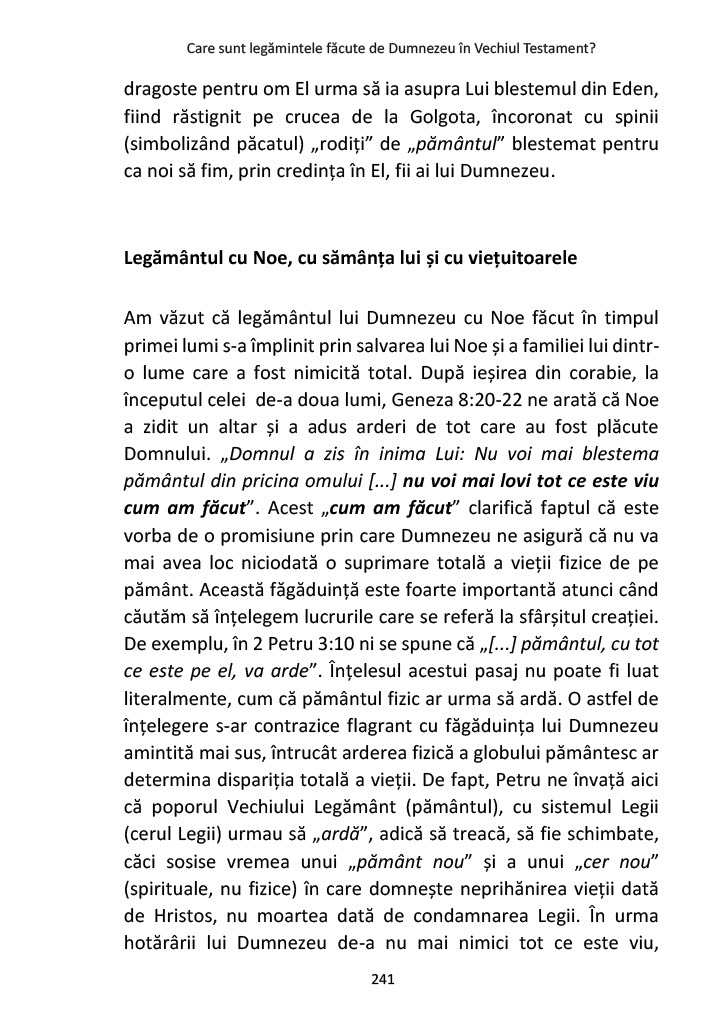 Care sunt legămintele făcute de Dumnezeu în Vechiul Testament?
dragoste pentru om El urma să ia asupra Lui blestemul din Eden,
fiind răstignit pe crucea de la Golgota, încoronat cu spinii
(simbolizând păcatul) „rodiți” de „pământul” blestemat pentru
ca noi să fim, prin credința în El, fii ai lui Dumnezeu.
Legământul cu Noe, cu sămânța lui și cu viețuitoarele
Am văzut că legământul lui Dumnezeu cu Noe făcut în timpul
primei lumi s-a împlinit prin salvarea lui Noe și a familiei lui dintr-
o lume care a fost nimicită total. După ieșirea din corabie, la
începutul celei  de-a doua lumi, Geneza 8:20-22 ne arată că Noe
a zidit un altar și a adus arderi de tot care au fost plăcute
Domnului. „Domnul a zis în inima Lui: Nu voi mai blestema
pământul din pricina omului [...] nu voi mai lovi tot ce este viu
cum am făcut”. Acest „cum am făcut” clarifică faptul că este
vorba de o promisiune prin care Dumnezeu ne asigură că nu va
mai avea loc niciodată o suprimare totală a vieții fizice de pe
pământ. Această făgăduință este foarte importantă atunci când
căutăm să înțelegem lucrurile care se referă la sfârșitul creației.
De exemplu, în 2 Petru 3:10 ni se spune că „[...] pământul, cu tot
ce este pe el, va arde”. Înțelesul acestui pasaj nu poate fi luat
literalmente, cum că pământul fizic ar urma să ardă. O astfel de
înțelegere s-ar contrazice flagrant cu făgăduința lui Dumnezeu
amintită mai sus, întrucât arderea fizică a globului pământesc ar
determina dispariția totală a vieții. De fapt, Petru ne învață aici
că poporul Vechiului Legământ (pământul), cu sistemul Legii
(cerul Legii) urmau să „ardă”, adică să treacă, să fie schimbate,
căci sosise vremea unui „pământ nou” și a unui „cer nou”
(spirituale, nu fizice) în care domnește neprihănirea vieții dată
de Hristos, nu moartea dată de condamnarea Legii. În urma
hotărârii lui Dumnezeu de-a nu mai nimici tot ce este viu,
241